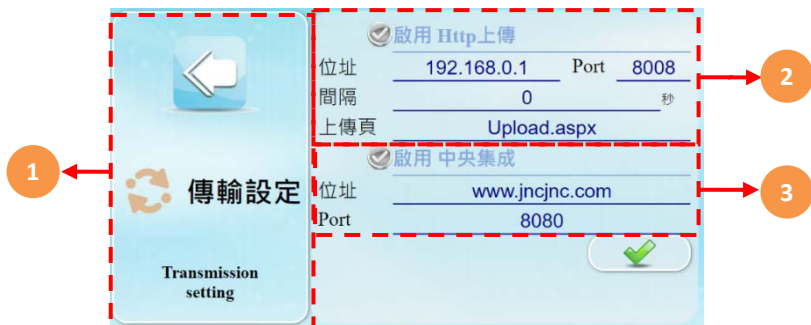 1
傳輸設定
Transmission
setting
啟用 Http上傳
位址 192.168.0.1 Port 8008
間隔 0 秒
上傳頁 Upload.aspx
2
啟用 中央集成
位址 www.jncjnc.com
Port 8080
3